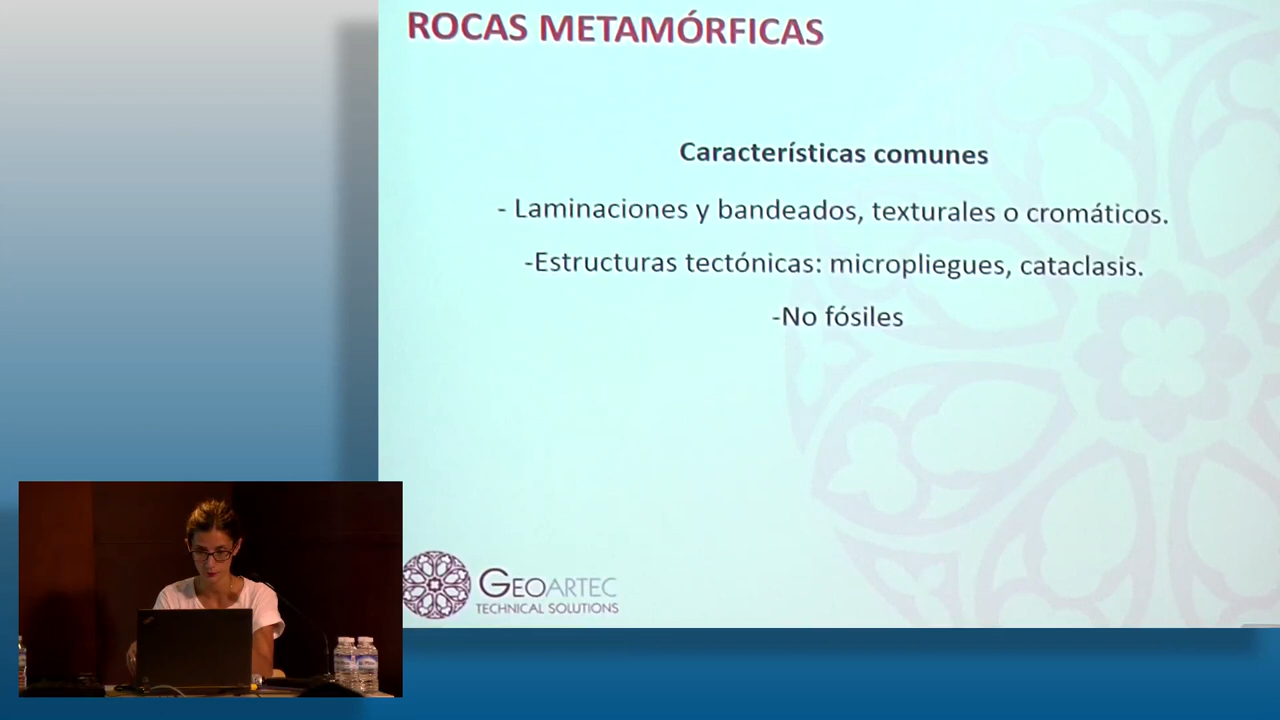 ROCAS METAMÓRFICAS
Características comunes
- Laminaciones y bandeados, texturales o cromáticos.
-Estructuras tectónicas: micropliegues, cataclasis.
-No fósiles
GEOARTEC
TECHNICAL SOLUTIONS